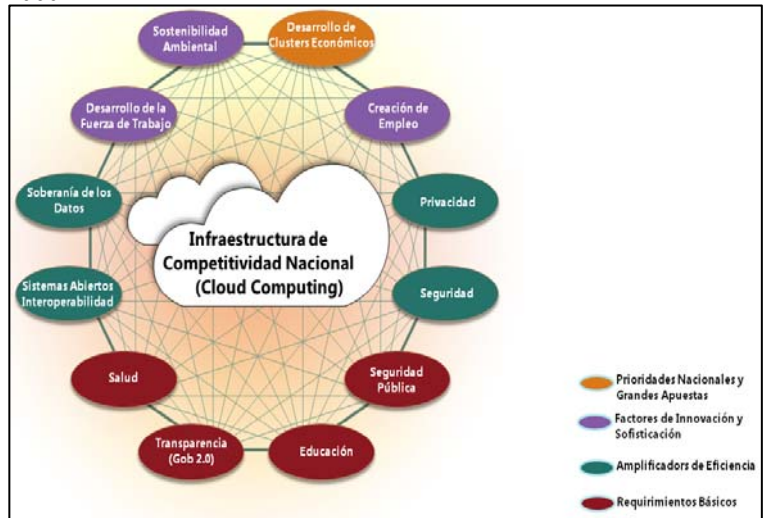 Sostenibilidad
Ambiental
Desarrollo de
Clusters Económicos
Desarrollo de la
Fuerza de Trabajo
Creación de
Empleo
Soberanía de los
Datos
Privacidad
Infraestructura de
Competitividad Nacional
(Cloud Computing)
Sistemas Abiertos
Interoperabilidad
Seguridad
Salud
Seguridad
Pública
Transparencia
(Gob 2.0)
Educación
Prioridades Nacionales y
Grandes Apuestas
Factores de Innovación y
Sofisticación
Amplificadors de Eficiencia
Requirimientos Básicos